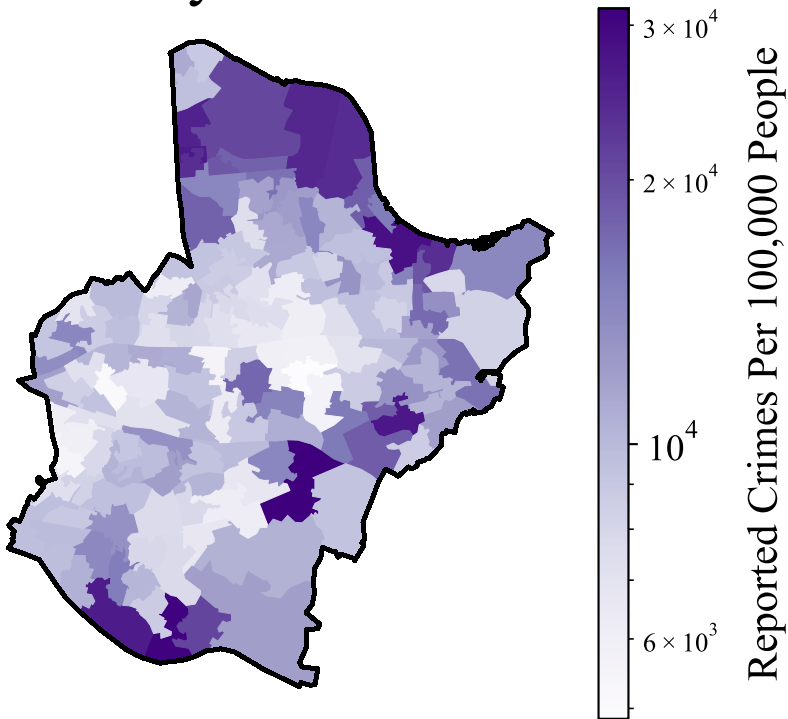 3 × 10⁴
2 × 10⁴
10⁴
6 × 10³
Reported Crimes Per 100,000 People